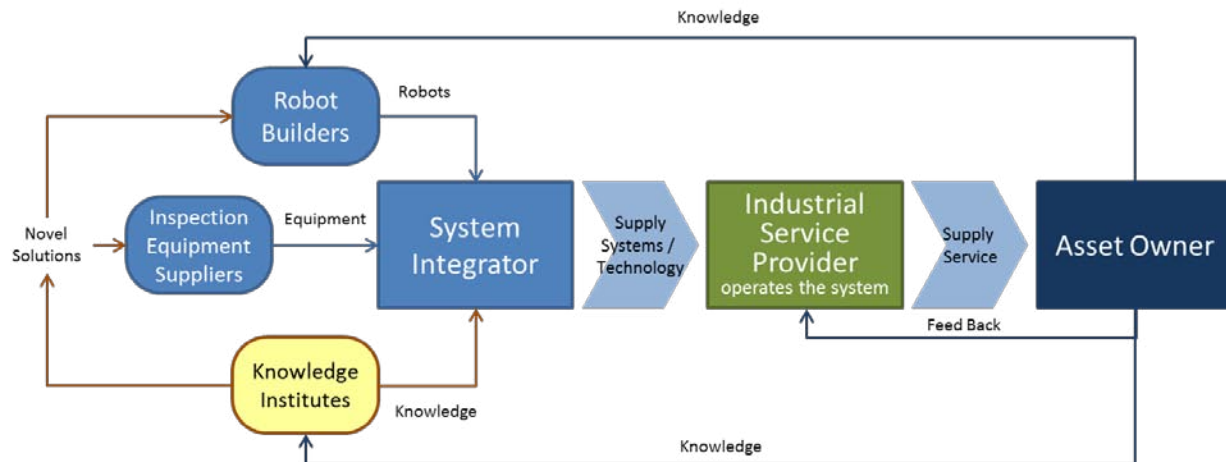 Knowledge
Robot
Builders
Robots
Inspection
Equipment
Suppliers
Equipment
System
Integrator
Supply
Systems /
Technology
Industrial
Service
Provider
operates the system
Supply
Service
Asset Owner
Novel
Solutions
Feed Back
Knowledge
Institutes
Knowledge
Knowledge